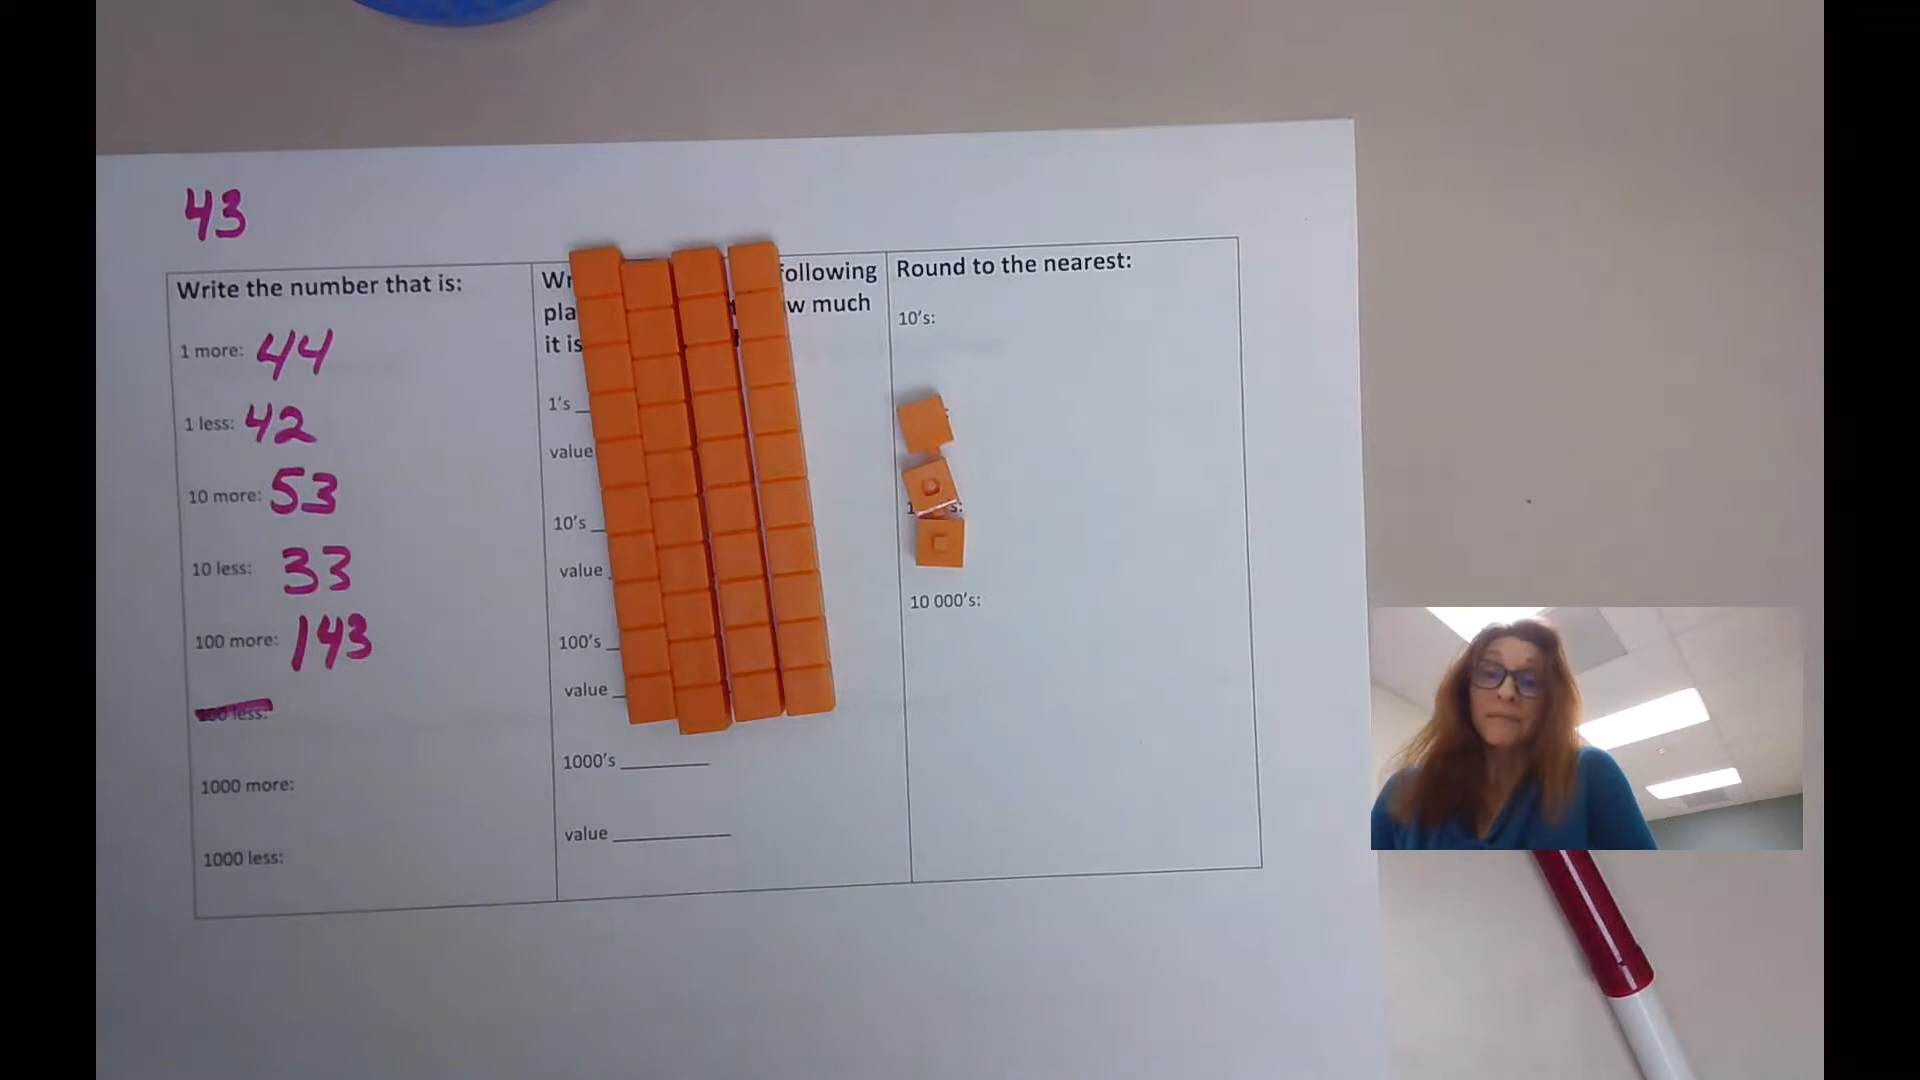 43
Write the number that is:
1 more: 44
1 less: 42
10 more: 53
10 less: 33
100 more: 143
less:
1000 more:
1000 less:
following
much
it is
1's
value
10's
value
100's
value
1000's
value
Round to the nearest:
10's:
10 000's: